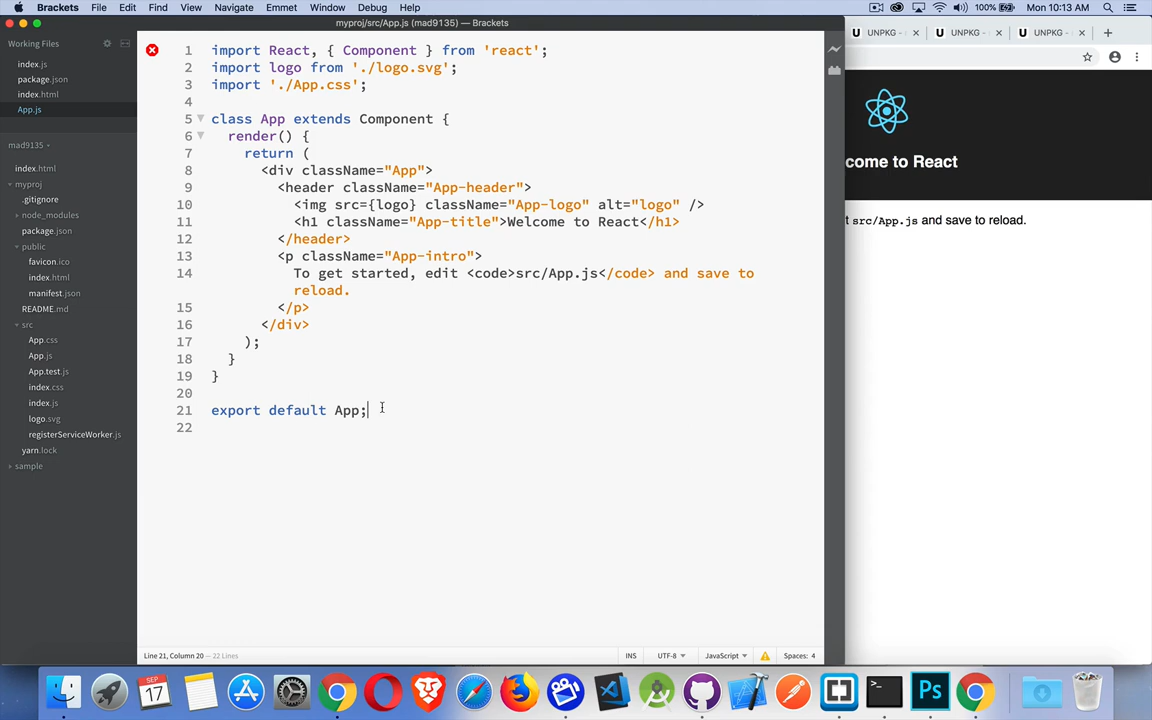 Brackets File Edit View Navigate Emmet Window Debug Help 100% Mon 10:13 AM
myproj/src/App.js (mad9135) — Brackets
UNPKG - UNPKG - UNPKG -
Working Files
index.js
package.json
index.html
App.js
mad9135
index.html
myproj
.gitignore
node_modules
package.json
public
favicon.ico
index.html
manifest.json
README.md
src
App.css
App.js
App.test.js
index.css
index.js
logo.svg
registerServiceWorker.js
yarn.lock
sample
1 import React, { Component } from 'react';
2 import logo from './logo.svg';
3 import './App.css';
4
5 class App extends Component {
6 render() {
7 return (
8 <div className="App">
9 <header className="App-header">
10 <img src={logo} className="App-logo" alt="logo" />
11 <h1 className="App-title">Welcome to React</h1>
12 </header>
13 <p className="App-intro">
14 To get started, edit <code>src/App.js</code> and save to
reload.
15 </p>
16 </div>
17 );
18 }
19 }
20
21 export default App;
22
come to React
t src/App.js and save to reload.
Line 21, Column 20 — 22 Lines
INS UTF-8 JavaScript Spaces: 4
SEP
17
>_
Ps